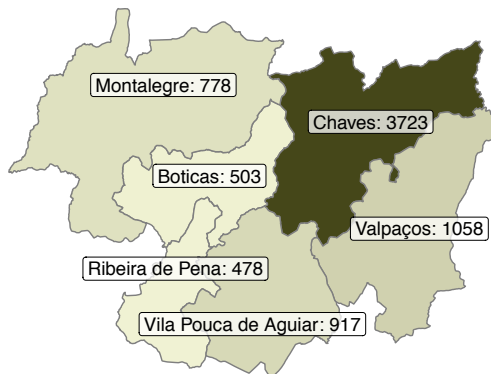 Montalegre: 778
Chaves: 3723
Boticas: 503
Valpaços: 1058
Ribeira de Pena: 478
Vila Pouca de Aguiar: 917